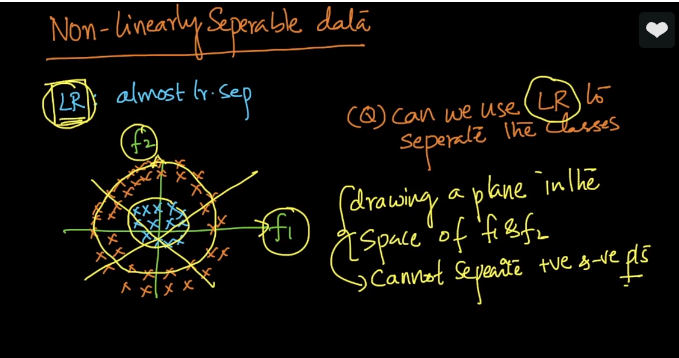 Non-linearly Seperable data
LR : almost lr. sep
(Q) Can we use LR to
seperate the classes
f2
f1
drawing a plane in the
Space of f1 & f2
→ Cannot Seperate +ve & -ve pts